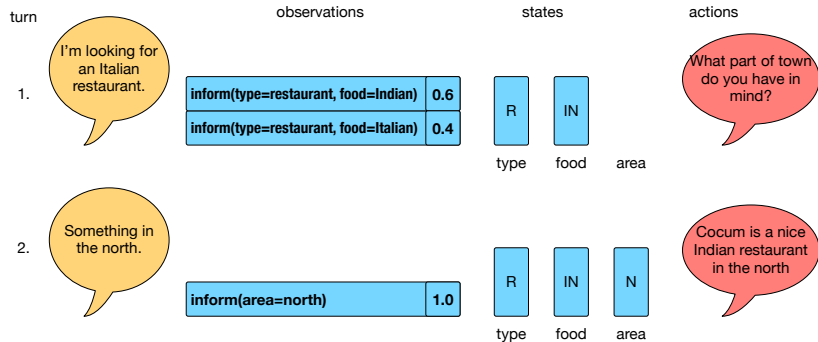 turn
observations
states
actions
1.
I'm looking for
an Italian
restaurant.
inform(type=restaurant, food=Indian) 0.6
inform(type=restaurant, food=Italian) 0.4
R IN
type food area
What part of town
do you have in
mind?
2.
Something in
the north.
inform(area=north) 1.0
R IN N
type food area
Cocum is a nice
Indian restaurant
in the north